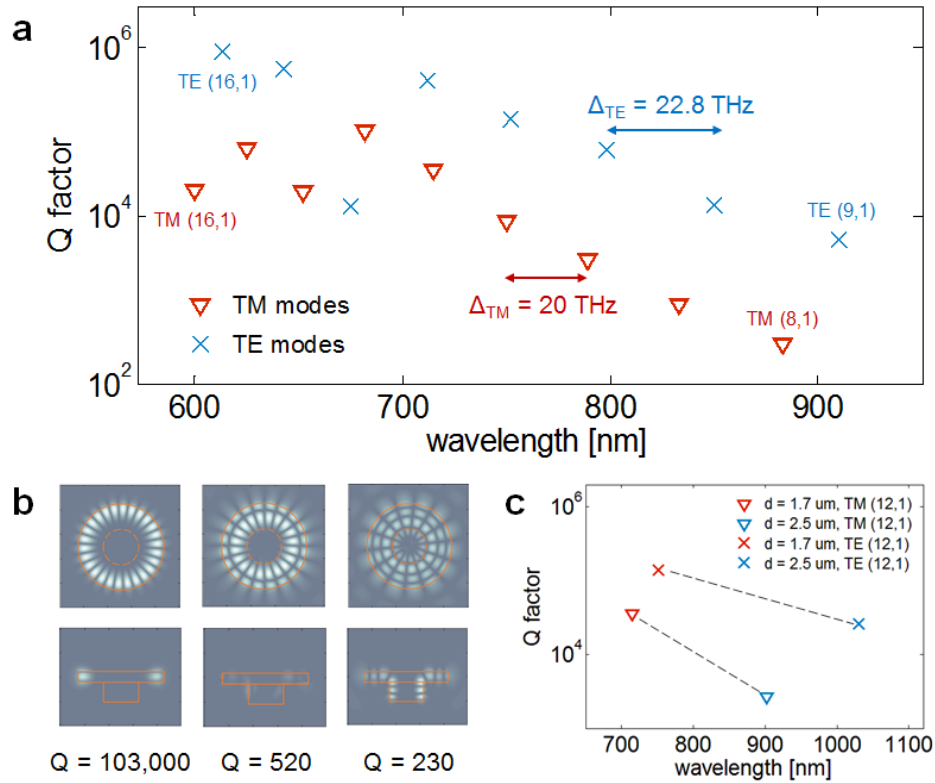 a
Q factor
10^6
10^4
10^2
TE (16,1)
TM (16,1)
Δ_TE = 22.8 THz
TE (9,1)
Δ_TM = 20 THz
TM (8,1)
TM modes
TE modes
600 700 800 900
wavelength [nm]
b
Q = 103,000 Q = 520 Q = 230
c
Q factor
10^6
10^4
d = 1.7 um, TM (12,1)
d = 2.5 um, TM (12,1)
d = 1.7 um, TE (12,1)
d = 2.5 um, TE (12,1)
700 800 900 1000 1100
wavelength [nm]